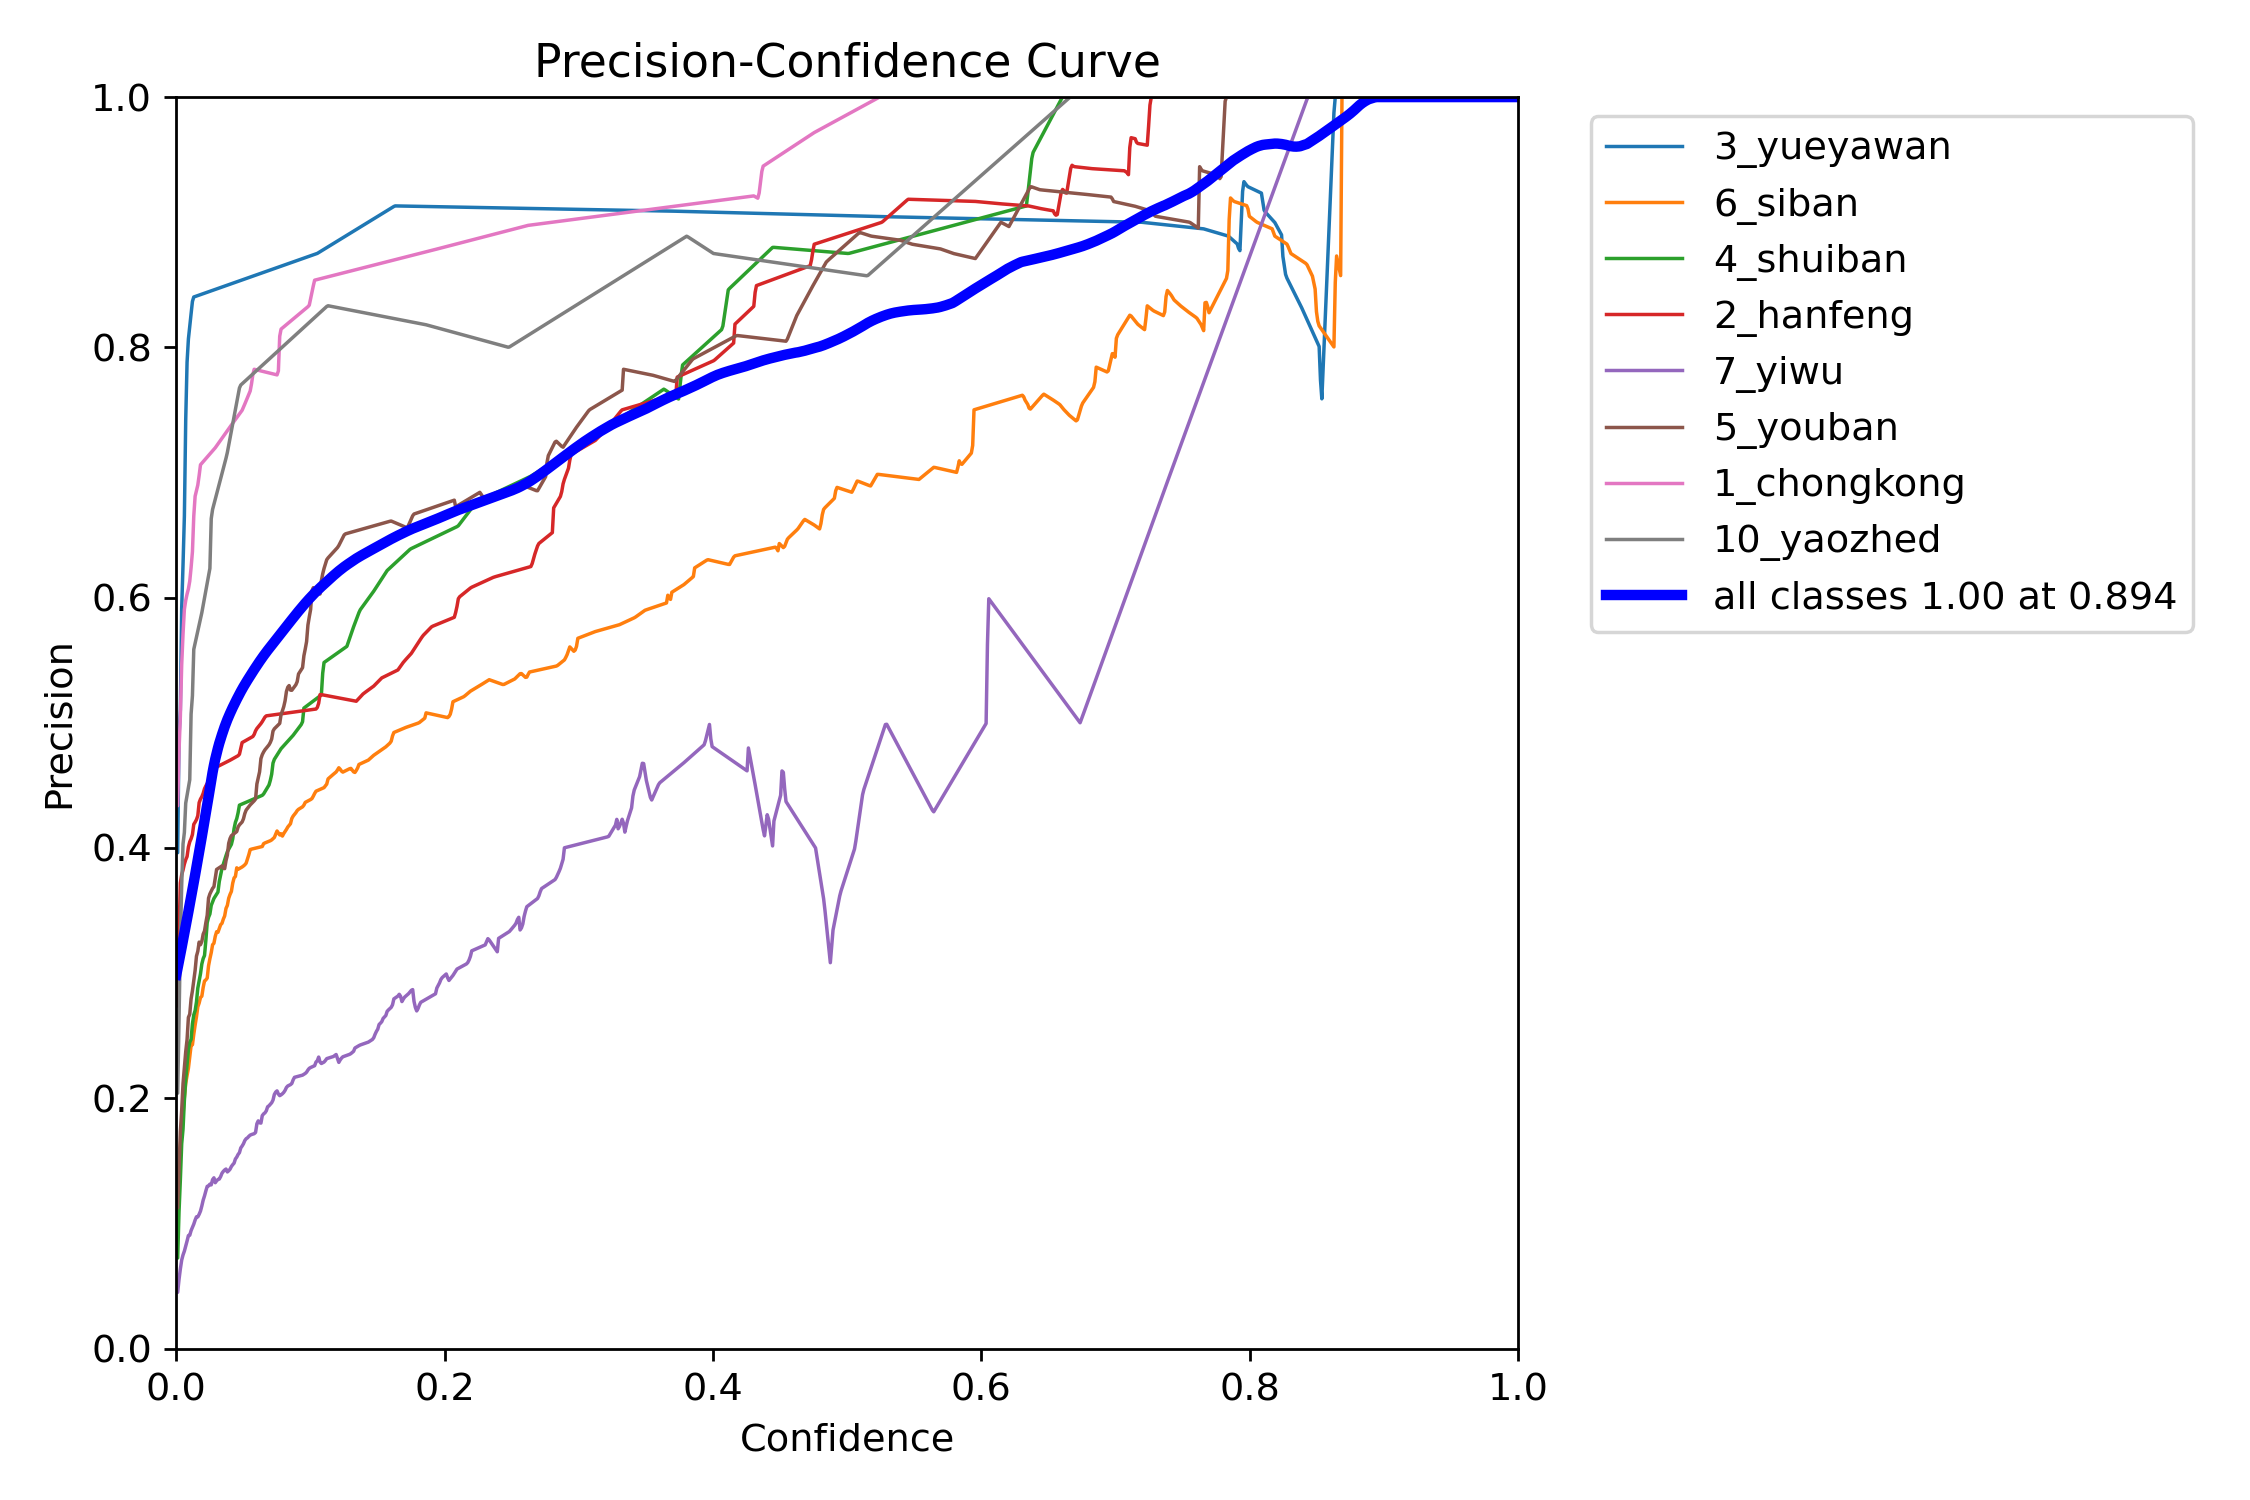 Precision-Confidence Curve
1.0
0.8
0.6
0.4
0.2
0.0
Precision
0.0 0.2 0.4 0.6 0.8 1.0
Confidence
3_yueyawan
6_siban
4_shuiban
2_hanfeng
7_yiwu
5_youban
1_chongkong
10_yaozhed
all classes 1.00 at 0.894